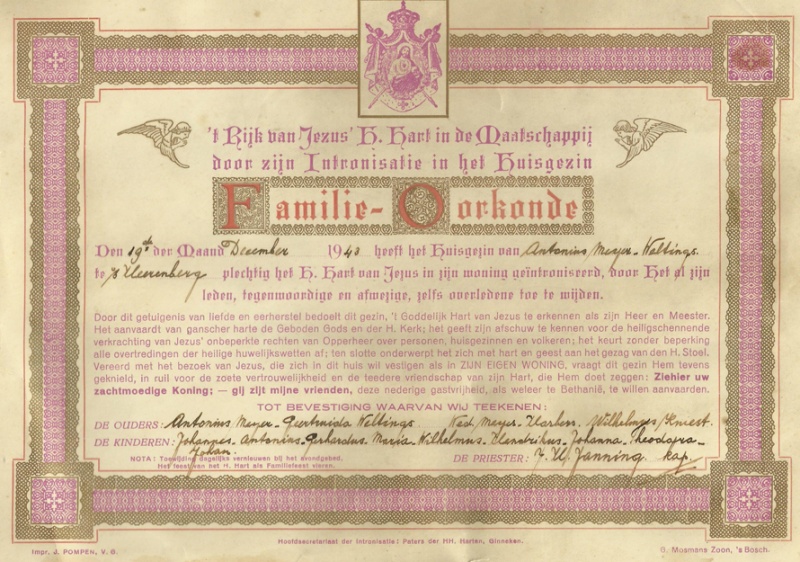 't Rijk van Jezus' H. Hart in de Maatschappij
door zijn Intronisatie in het Huisgezin
Familie-Oorkonde
Den 19de der Maand December 1943 heeft het Huisgezin van Antonius Meyer-Weltings
te 's Heerenberg plechtig het H. Hart van Jezus in zijn woning geïntroniseerd, door Het al zijn
leden, tegenwoordige en afwezige, zelfs overledene toe te wijden.
Door dit getuigenis van liefde en eerherstel bedoelt dit gezin, 't Goddelijk Hart van Jezus te erkennen als zijn Heer en Meester.
Het aanvaardt van ganscher harte de Geboden Gods en der H. Kerk; het geeft zijn afschuw te kennen voor de heiligschennende
verkrachting van Jezus' onbeperkte rechten van Opperheer over personen, huisgezinnen en volkeren; het keurt zonder beperking
alle overtredingen der heilige huwelijkswetten af; ten slotte onderwerpt het zich met hart en geest aan het gezag van den H. Stoel.
Vereerd met het bezoek van Jezus, die zich in dit huis wil vestigen als in ZIJN EIGEN WONING, vraagt dit gezin Hem tevens
geknield, in ruil voor de zoete vertrouwelijkheid en de teedere vriendschap van zijn Hart, die Hem doet zeggen: Ziehier uw
zachtmoedige Koning; — gij zijt mijne vrienden, deze nederige gastvrijheid, als weleer te Bethanië, te willen aanvaarden.
TOT BEVESTIGING WAARVAN WIJ TEEKENEN:
DE OUDERS: Antonius Meyer-Geertruida Weltings. Wed. Meyer-Harbers. Wilhelmus
DE KINDEREN: Johannes. Antonius-Gerhardus. Maria-Wilhelmus. Hendrikus-Johanna. Theodora-
Johan.
NOTA: Toewijding dagelijks vernieuwen bij het avondgebed.
Het feest van het H. Hart als Familiefeest vieren.
DE PRIESTER: J. H. Janning kap.
Hoofdsecretariaat der Intronisatie: Paters der HH. Harten, Ginneken.
Impr. J. POMPEN, V. G.
G. Mosmans Zoon, 's Bosch.